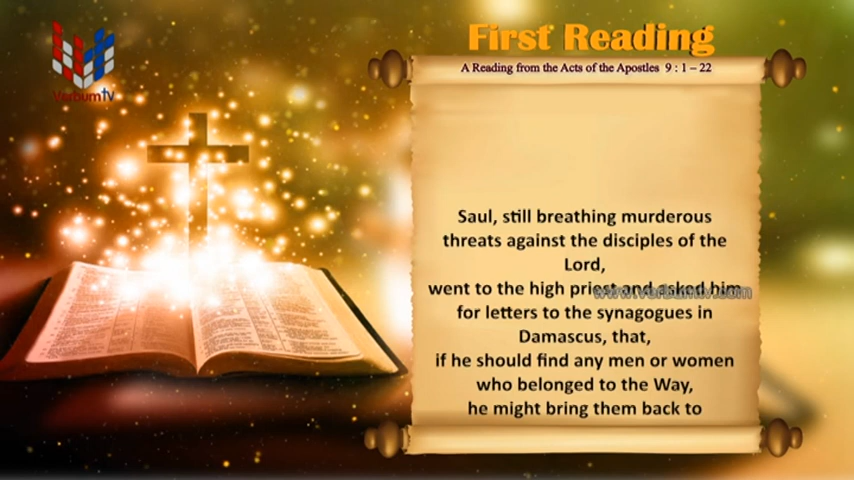 VerbumTV
First Reading
A Reading from the Acts of the Apostles 9 : 1 – 22
Saul, still breathing murderous
threats against the disciples of the
Lord,
went to the high priest and asked him
www.verbumtv.com
for letters to the synagogues in
Damascus, that,
if he should find any men or women
who belonged to the Way,
he might bring them back to